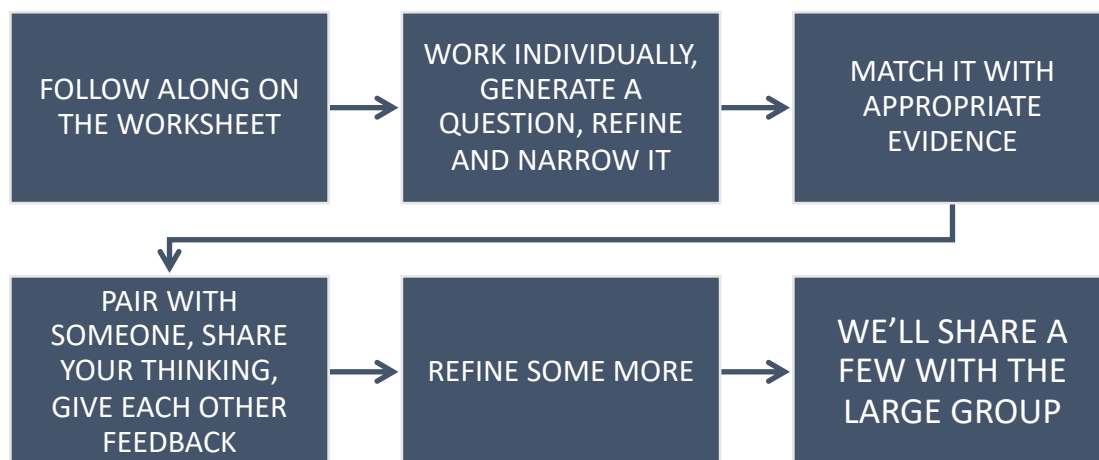 FOLLOW ALONG ON
THE WORKSHEET
WORK INDIVIDUALLY,
GENERATE A
QUESTION, REFINE
AND NARROW IT
MATCH IT WITH
APPROPRIATE
EVIDENCE
PAIR WITH
SOMEONE, SHARE
YOUR THINKING,
GIVE EACH OTHER
FEEDBACK
REFINE SOME MORE
WE’LL SHARE A
FEW WITH THE
LARGE GROUP